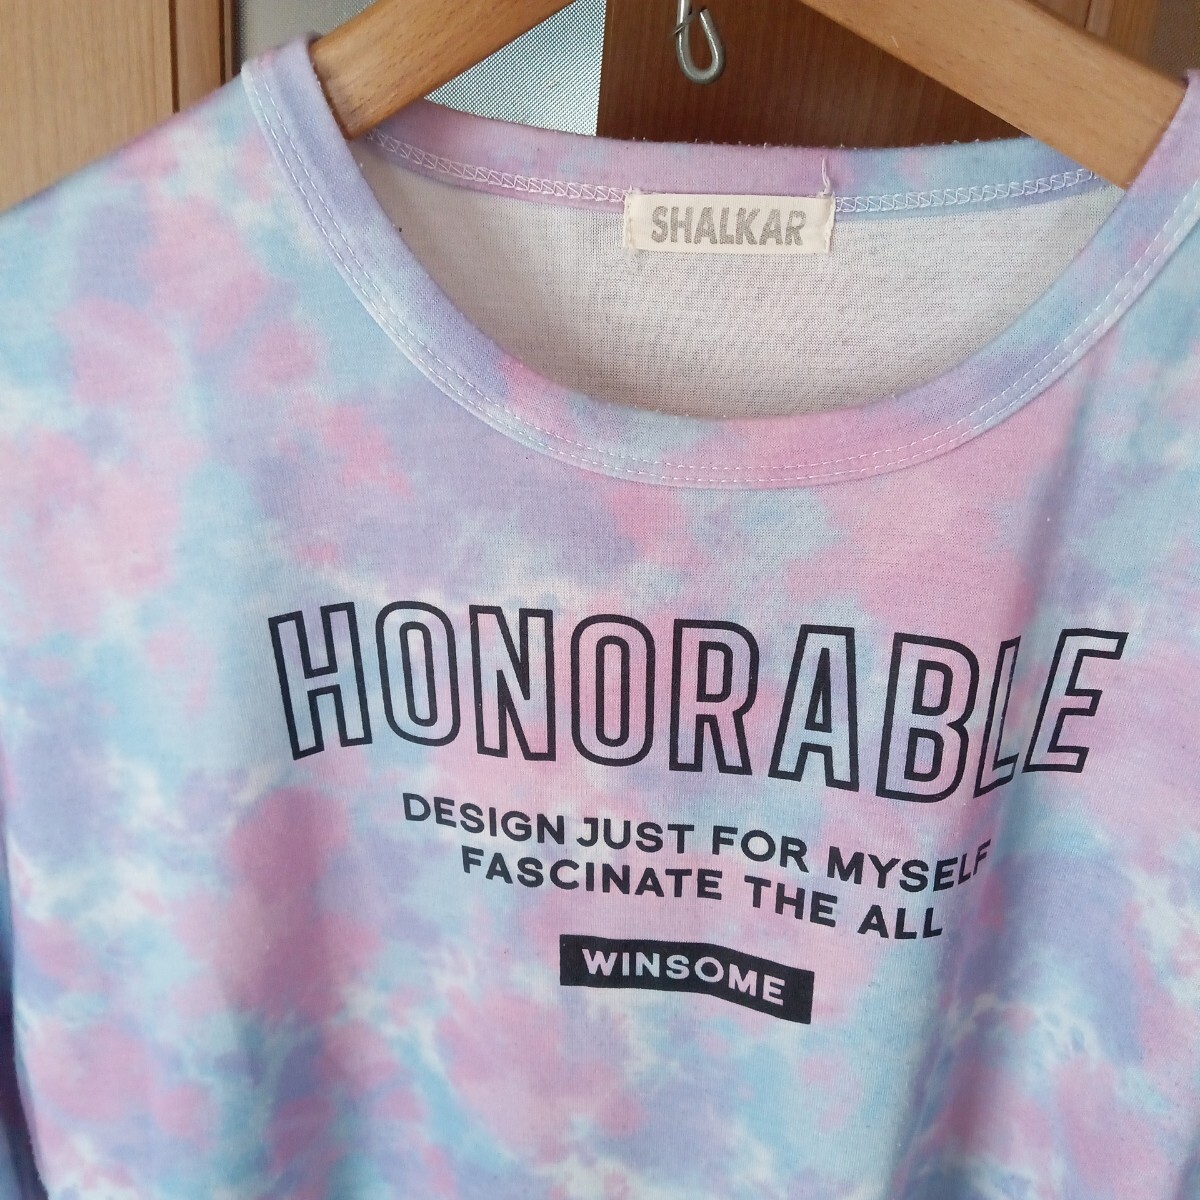 SHALKAR
HONORABLE
DESIGN JUST FOR MYSELF
FASCINATE THE ALL
WINSOME